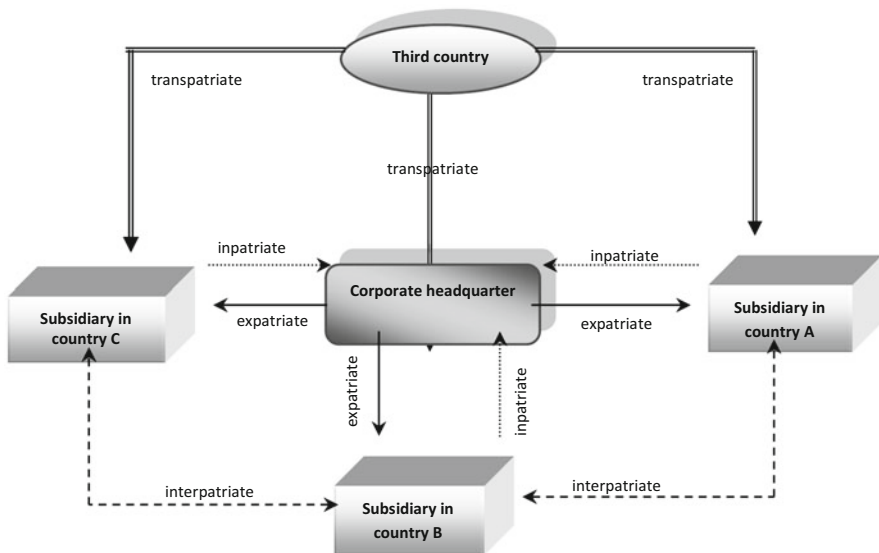 Third country
transpatriate
transpatriate
transpatriate
inpatriate
inpatriate
Corporate headquarter
Subsidiary in
country C
Subsidiary in
country A
expatriate
expatriate
expatriate
inpatriate
interpatriate
interpatriate
Subsidiary in
country B